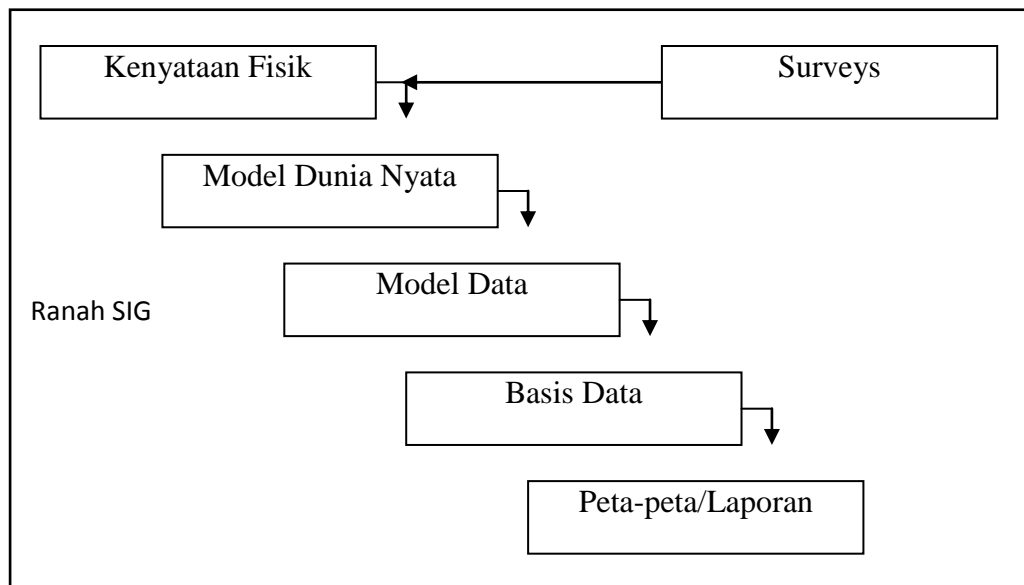 Kenyataan Fisik
Surveys
Model Dunia Nyata
Model Data
Ranah SIG
Basis Data
Peta-peta/Laporan